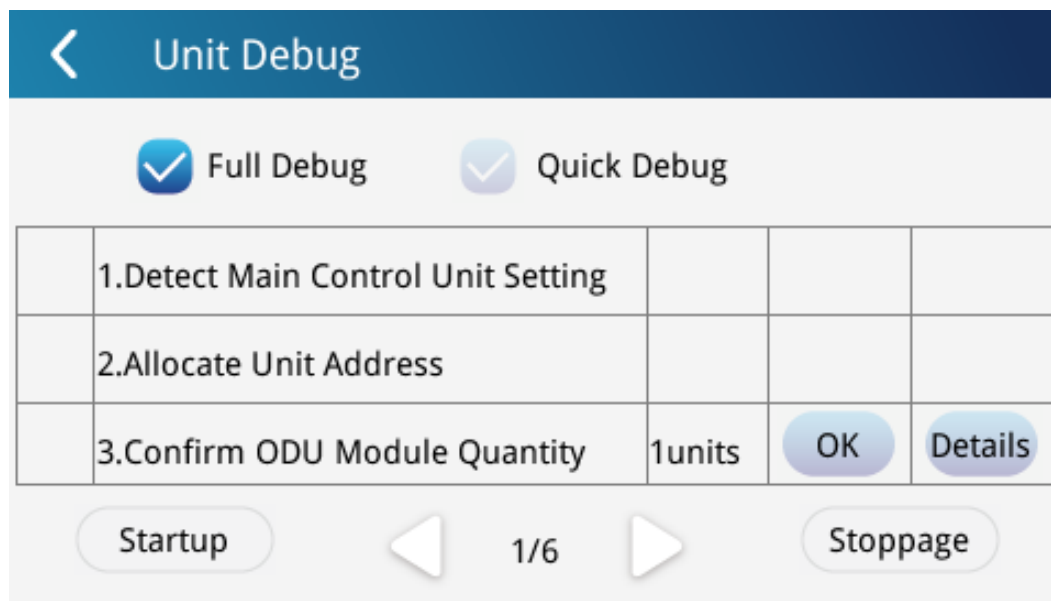 Unit Debug
Full Debug Quick Debug
1.Detect Main Control Unit Setting
2.Allocate Unit Address
3.Confirm ODU Module Quantity 1units OK Details
Startup 1/6 Stoppage